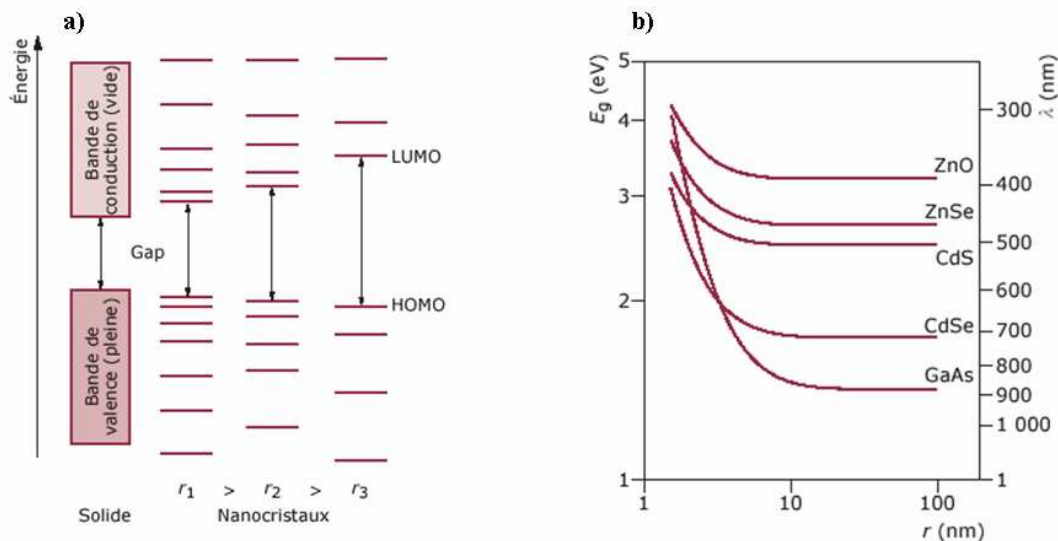 a)
Énergie
Bande de
conduction (vide)
Gap
Bande de
valence (pleine)
LUMO
HOMO
r1 > r2 > r3
Solide
Nanocristaux
b)
Eg (eV)
5
4
3
2
1
λ (nm)
300
400
500
600
700
800
900
1 000
1
ZnO
ZnSe
CdS
CdSe
GaAs
1
10
100
r (nm)